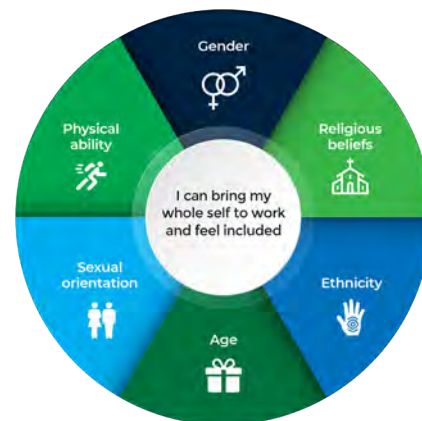 Gender
Religious
beliefs
Ethnicity
Age
Sexual
orientation
Physical
ability
I can bring my
whole self to work
and feel included